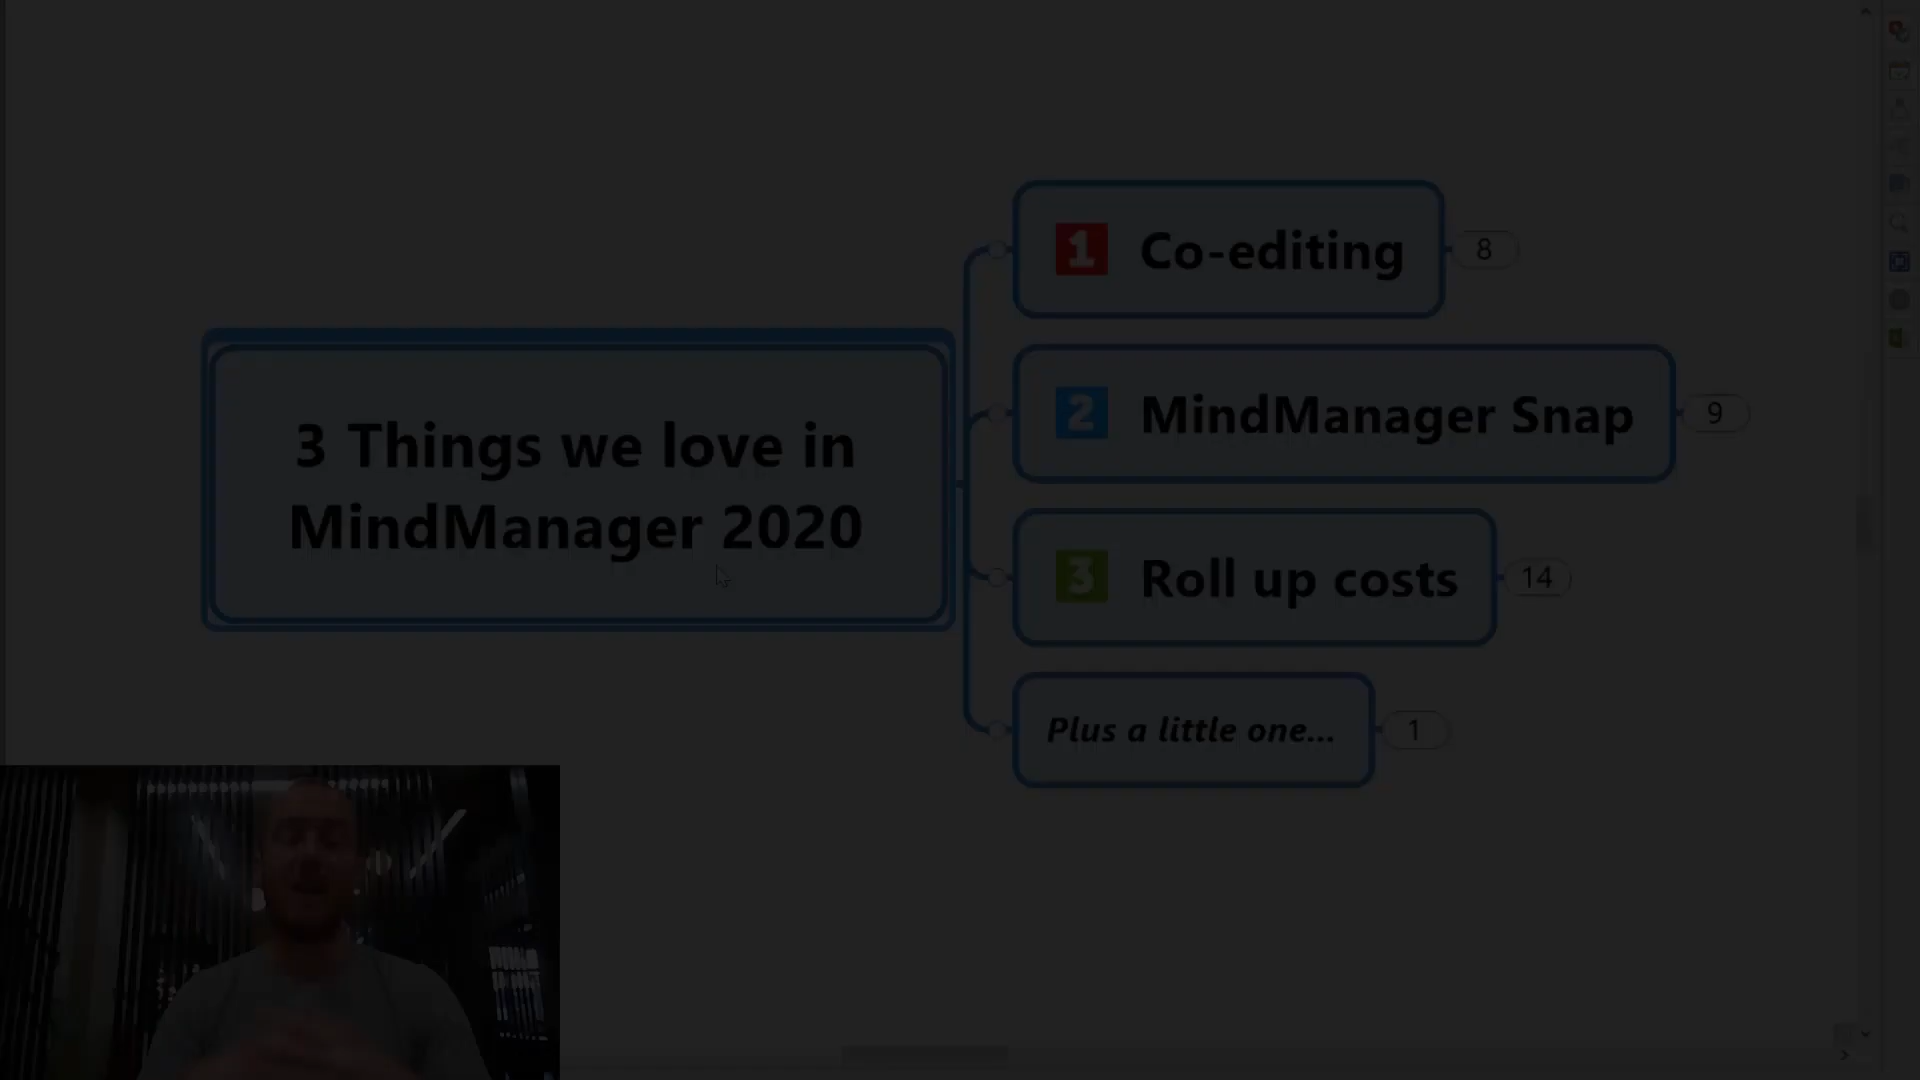 3 Things we love in
MindManager 2020
1 Co-editing
8
2 MindManager Snap
9
3 Roll up costs
14
Plus a little one...
1